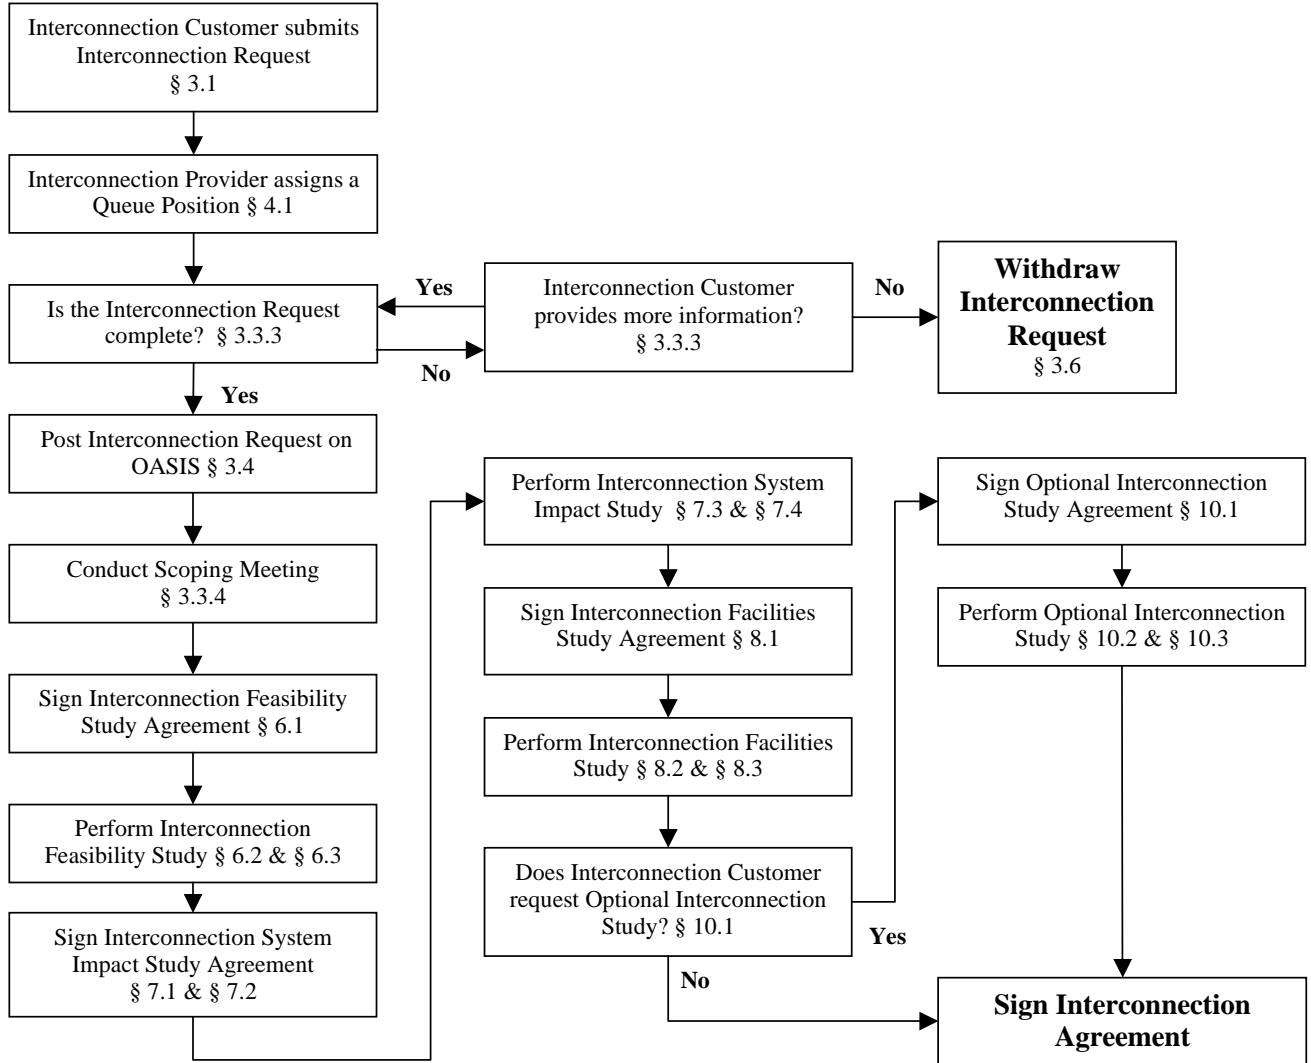 Interconnection Customer submits
Interconnection Request
§ 3.1
Interconnection Provider assigns a
Queue Position § 4.1
Is the Interconnection Request
complete?  § 3.3.3
Yes
No
Interconnection Customer
provides more information?
§ 3.3.3
No
Withdraw
Interconnection
Request
§ 3.6
Yes
Post Interconnection Request on
OASIS § 3.4
Conduct Scoping Meeting
§ 3.3.4
Sign Interconnection Feasibility
Study Agreement § 6.1
Perform Interconnection
Feasibility Study § 6.2 & § 6.3
Sign Interconnection System
Impact Study Agreement
§ 7.1 & § 7.2
Perform Interconnection System
Impact Study  § 7.3 & § 7.4
Sign Interconnection Facilities
Study Agreement § 8.1
Perform Interconnection Facilities
Study § 8.2 & § 8.3
Does Interconnection Customer
request Optional Interconnection
Study? § 10.1
Yes
No
Sign Optional Interconnection
Study Agreement § 10.1
Perform Optional Interconnection
Study § 10.2 & § 10.3
Sign Interconnection
Agreement